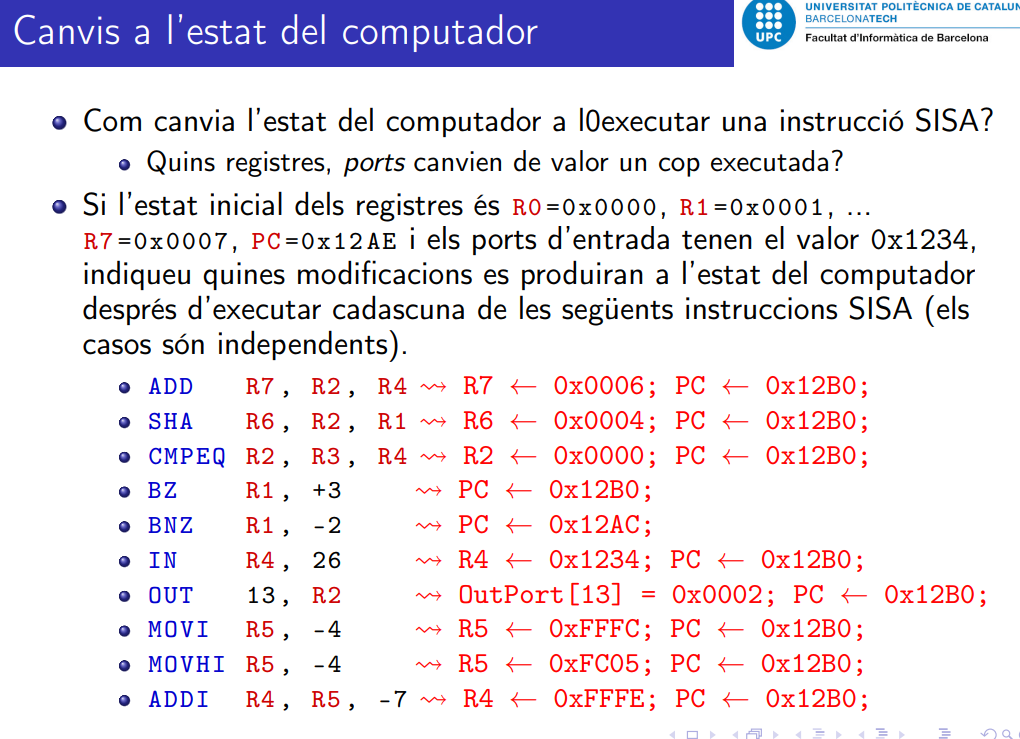 Canvis a l'estat del computador
UNIVERSITAT POLITÈCNICA DE CATALUN
BARCELONATECH
Facultat d'Informàtica de Barcelona
UPC
Com canvia l'estat del computador a l0executar una instrucció SISA?
Quins registres, ports canvien de valor un cop executada?
Si l'estat inicial dels registres és R0=0x0000, R1=0x0001, ...
R7=0x0007, PC=0x12AE i els ports d'entrada tenen el valor 0x1234,
indiqueu quines modificacions es produiran a l'estat del computador
després d'executar cadascuna de les següents instruccions SISA (els
casos són independents).
ADD R7, R2, R4 ⇝ R7 ← 0x0006; PC ← 0x12B0;
SHA R6, R2, R1 ⇝ R6 ← 0x0004; PC ← 0x12B0;
CMPEQ R2, R3, R4 ⇝ R2 ← 0x0000; PC ← 0x12B0;
BZ R1, +3 ⇝ PC ← 0x12B0;
BNZ R1, -2 ⇝ PC ← 0x12AC;
IN R4, 26 ⇝ R4 ← 0x1234; PC ← 0x12B0;
OUT 13, R2 ⇝ OutPort[13] = 0x0002; PC ← 0x12B0;
MOVI R5, -4 ⇝ R5 ← 0xFFFC; PC ← 0x12B0;
MOVHI R5, -4 ⇝ R5 ← 0xFC05; PC ← 0x12B0;
ADDI R4, R5, -7 ⇝ R4 ← 0xFFFE; PC ← 0x12B0;